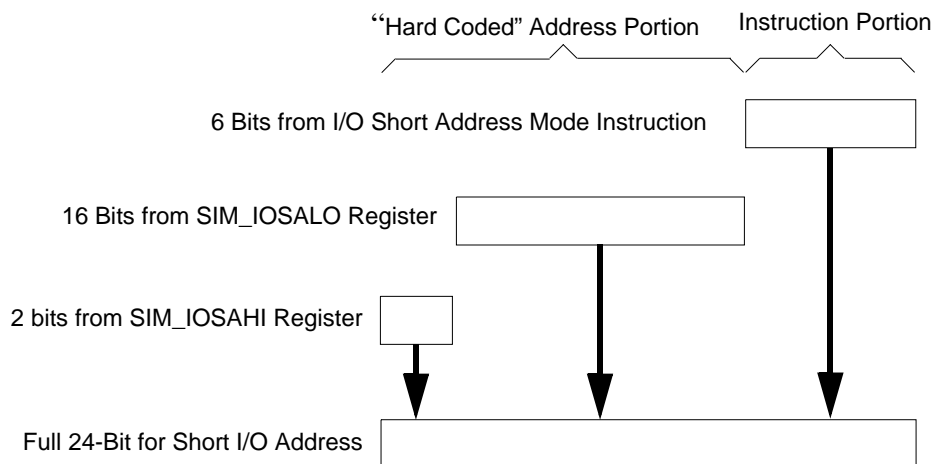 “Hard Coded” Address Portion
Instruction Portion
6 Bits from I/O Short Address Mode Instruction
16 Bits from SIM_IOSALO Register
2 bits from SIM_IOSAHI Register
Full 24-Bit for Short I/O Address